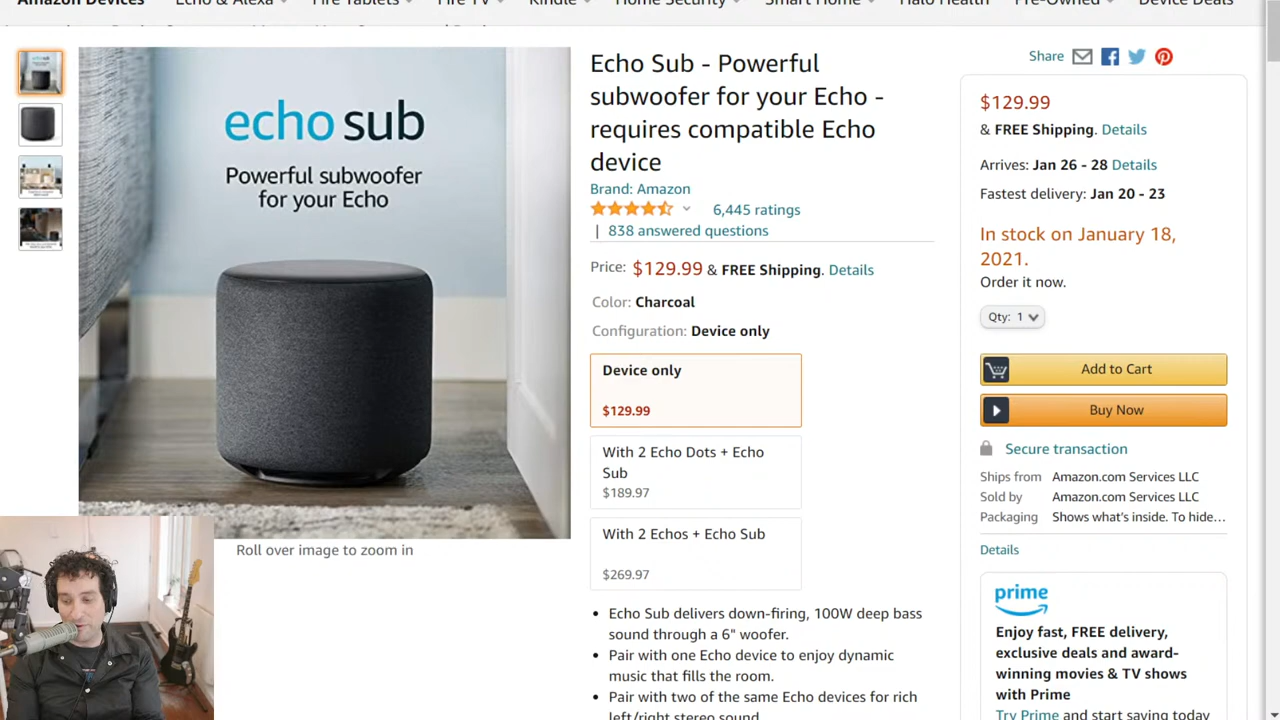 Amazon Devices Echo & Alexa Fire Tablets Fire TV Kindle Home Security Smart Home Halo Health Pre-Owned Device Deals
echo sub
Powerful subwoofer
for your Echo
Roll over image to zoom in
Echo Sub - Powerful
subwoofer for your Echo -
requires compatible Echo
device
Brand: Amazon
6,445 ratings
| 838 answered questions
Price: $129.99 & FREE Shipping. Details
Color: Charcoal
Configuration: Device only
Device only
$129.99
With 2 Echo Dots + Echo
Sub
$189.97
With 2 Echos + Echo Sub
$269.97
• Echo Sub delivers down-firing, 100W deep bass
sound through a 6" woofer.
• Pair with one Echo device to enjoy dynamic
music that fills the room.
• Pair with two of the same Echo devices for rich
left/right stereo sound.
Share
$129.99
& FREE Shipping. Details
Arrives: Jan 26 - 28 Details
Fastest delivery: Jan 20 - 23
In stock on January 18,
2021.
Order it now.
Qty: 1
Add to Cart
Buy Now
Secure transaction
Ships from Amazon.com Services LLC
Sold by Amazon.com Services LLC
Packaging Shows what's inside. To hide...
Details
prime
Enjoy fast, FREE delivery,
exclusive deals and award-
winning movies & TV shows
with Prime
Try Prime and start saving today